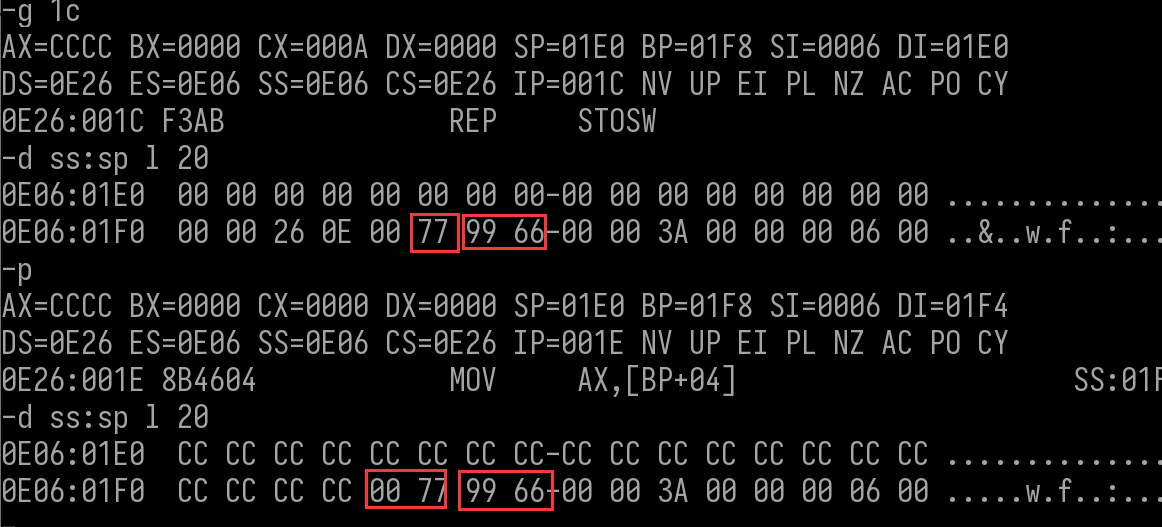 -g 1c
AX=CCCC BX=0000 CX=000A DX=0000 SP=01E0 BP=01F8 SI=0006 DI=01E0
DS=0E26 ES=0E06 SS=0E06 CS=0E26 IP=001C NV UP EI PL NZ AC PO CY
0E26:001C F3AB REP STOSW
-d ss:sp l 20
0E06:01E0 00 00 00 00 00 00 00 00-00 00 00 00 00 00 00 00 .............
0E06:01F0 00 00 26 0E 00 77 99 66-00 00 3A 00 00 00 06 00 ..&..w.f..:...
-p
AX=CCCC BX=0000 CX=0000 DX=0000 SP=01E0 BP=01F8 SI=0006 DI=01F4
DS=0E26 ES=0E06 SS=0E06 CS=0E26 IP=001E NV UP EI PL NZ AC PO CY
0E26:001E 8B4604 MOV AX,[BP+04] SS:01F
-d ss:sp l 20
0E06:01E0 CC CC CC CC CC CC CC CC-CC CC CC CC CC CC CC CC .............
0E06:01F0 CC CC CC CC 00 77 99 66-00 00 3A 00 00 00 06 00 .....w.f..:...